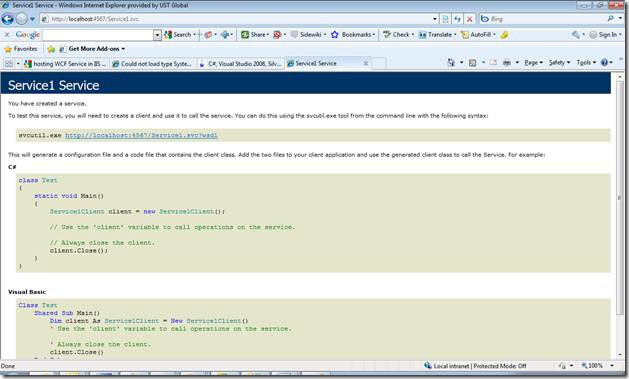 Service1 Service - Windows Internet Explorer provided by UST Global
http://localhost:4567/Service1.svc
Bing
Google
Search
Share
Sidewiki
Bookmarks
Check
Translate
AutoFill
Sign In
Favorites
Get More Add-ons
hosting WCF Service in IIS ...
Could not load type Syste...
C#, Visual Studio 2008, Silv...
Service1 Service
Page
Safety
Tools
Service1 Service
You have created a service.
To test this service, you will need to create a client and use it to call the service. You can do this using the svcutil.exe tool from the command line with the following syntax:
svcutil.exe http://localhost:4567/Service1.svc?wsdl
This will generate a configuration file and a code file that contains the client class. Add the two files to your client application and use the generated client class to call the Service. For example:
C#
class Test
{
static void Main()
{
Service1Client client = new Service1Client();
// Use the 'client' variable to call operations on the service.
// Always close the client.
client.Close();
}
}
Visual Basic
Class Test
Shared Sub Main()
Dim client As Service1Client = New Service1Client()
' Use the 'client' variable to call operations on the service.
' Always close the client.
client.Close()
Done
Local intranet | Protected Mode: Off
100%